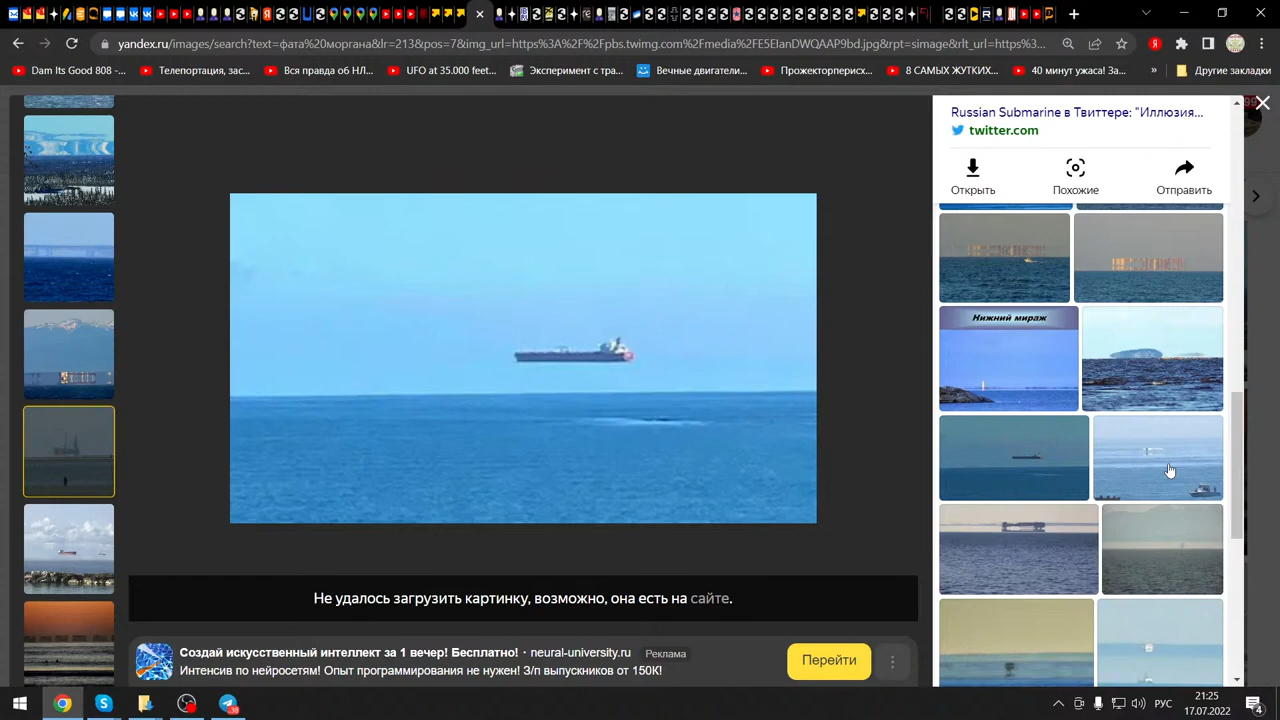 yandex.ru/images/search?text=фата%20моргана&lr=213&pos=7&img_url=https%3A%2F%2Fpbs.twimg.com%2Fmedia%2FE5EIanDWQAAP9bd.jpg&rpt=simage&rlt_url=https%3...
Dam Its Good 808 -...
Телепортация, зас...
Вся правда об НЛ...
UFO at 35.000 feet...
Эксперимент с тра...
Вечные двигатели...
Прожекторперисх...
8 САМЫХ ЖУТКИХ...
40 минут ужаса! За...
»
Другие закладки
Russian Submarine в Твиттере: "Иллюзия...
twitter.com
Открыть
Похожие
Отправить
Нижний мираж
Не удалось загрузить картинку, возможно, она есть на сайте.
Создай искусственный интеллект за 1 вечер! Бесплатно! · neural-university.ru Реклама
Интенсив по нейросетям! Опыт программирования не нужен! З/п выпускников от 150К!
Перейти
РУС
21:25
17.07.2022